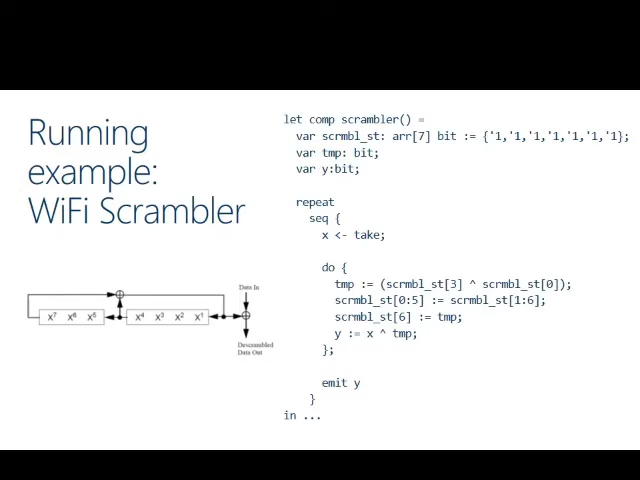 Running
example:
WiFi Scrambler
Data In
X7 X6 X5 X4 X3 X2 X1
Descrambled
Data Out
let comp scrambler() =
var scrmbl_st: arr[7] bit := {'1,'1,'1,'1,'1,'1,'1};
var tmp: bit;
var y:bit;
repeat
seq {
x <- take;
do {
tmp := (scrmbl_st[3] ^ scrmbl_st[0]);
scrmbl_st[0:5] := scrmbl_st[1:6];
scrmbl_st[6] := tmp;
y := x ^ tmp;
};
emit y
}
in ...